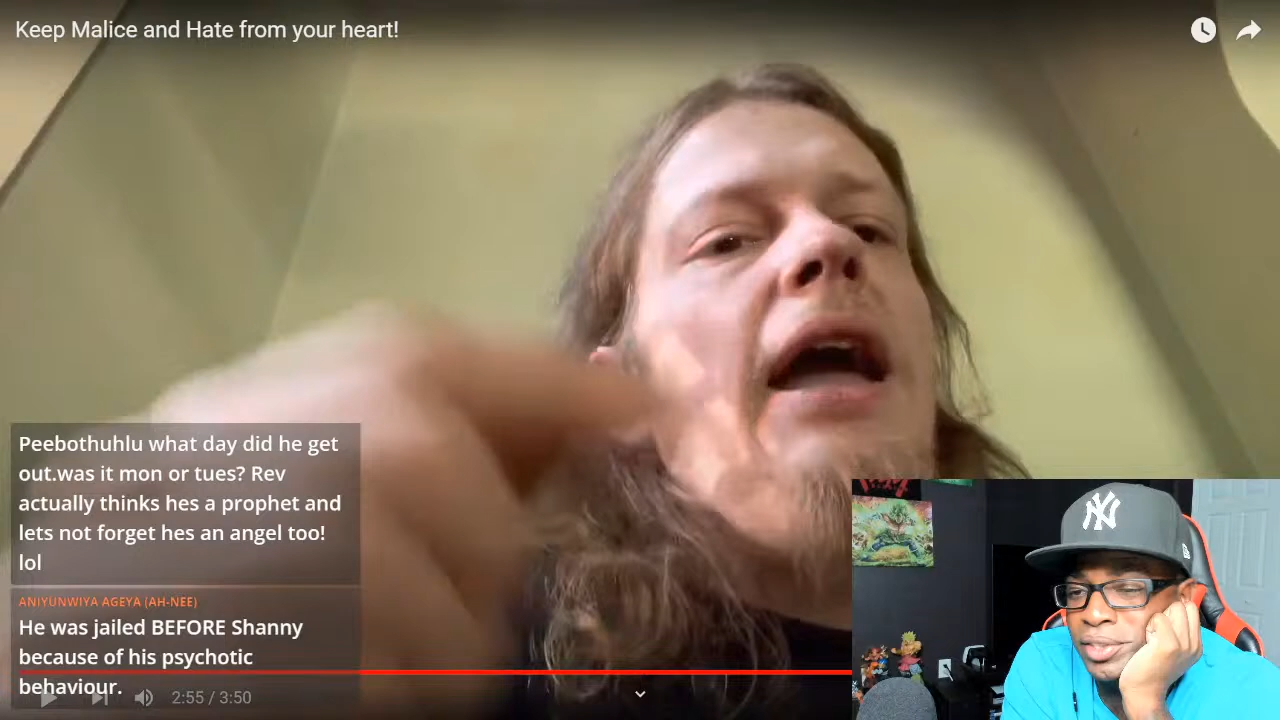 Keep Malice and Hate from your heart!
Peebothuhlu what day did he get
out.was it mon or tues? Rev
actually thinks hes a prophet and
lets not forget hes an angel too!
lol
ANIYUNWIYA AGEYA (AH-NEE)
He was jailed BEFORE Shanny
because of his psychotic
behaviour.
2:55 / 3:50
NY